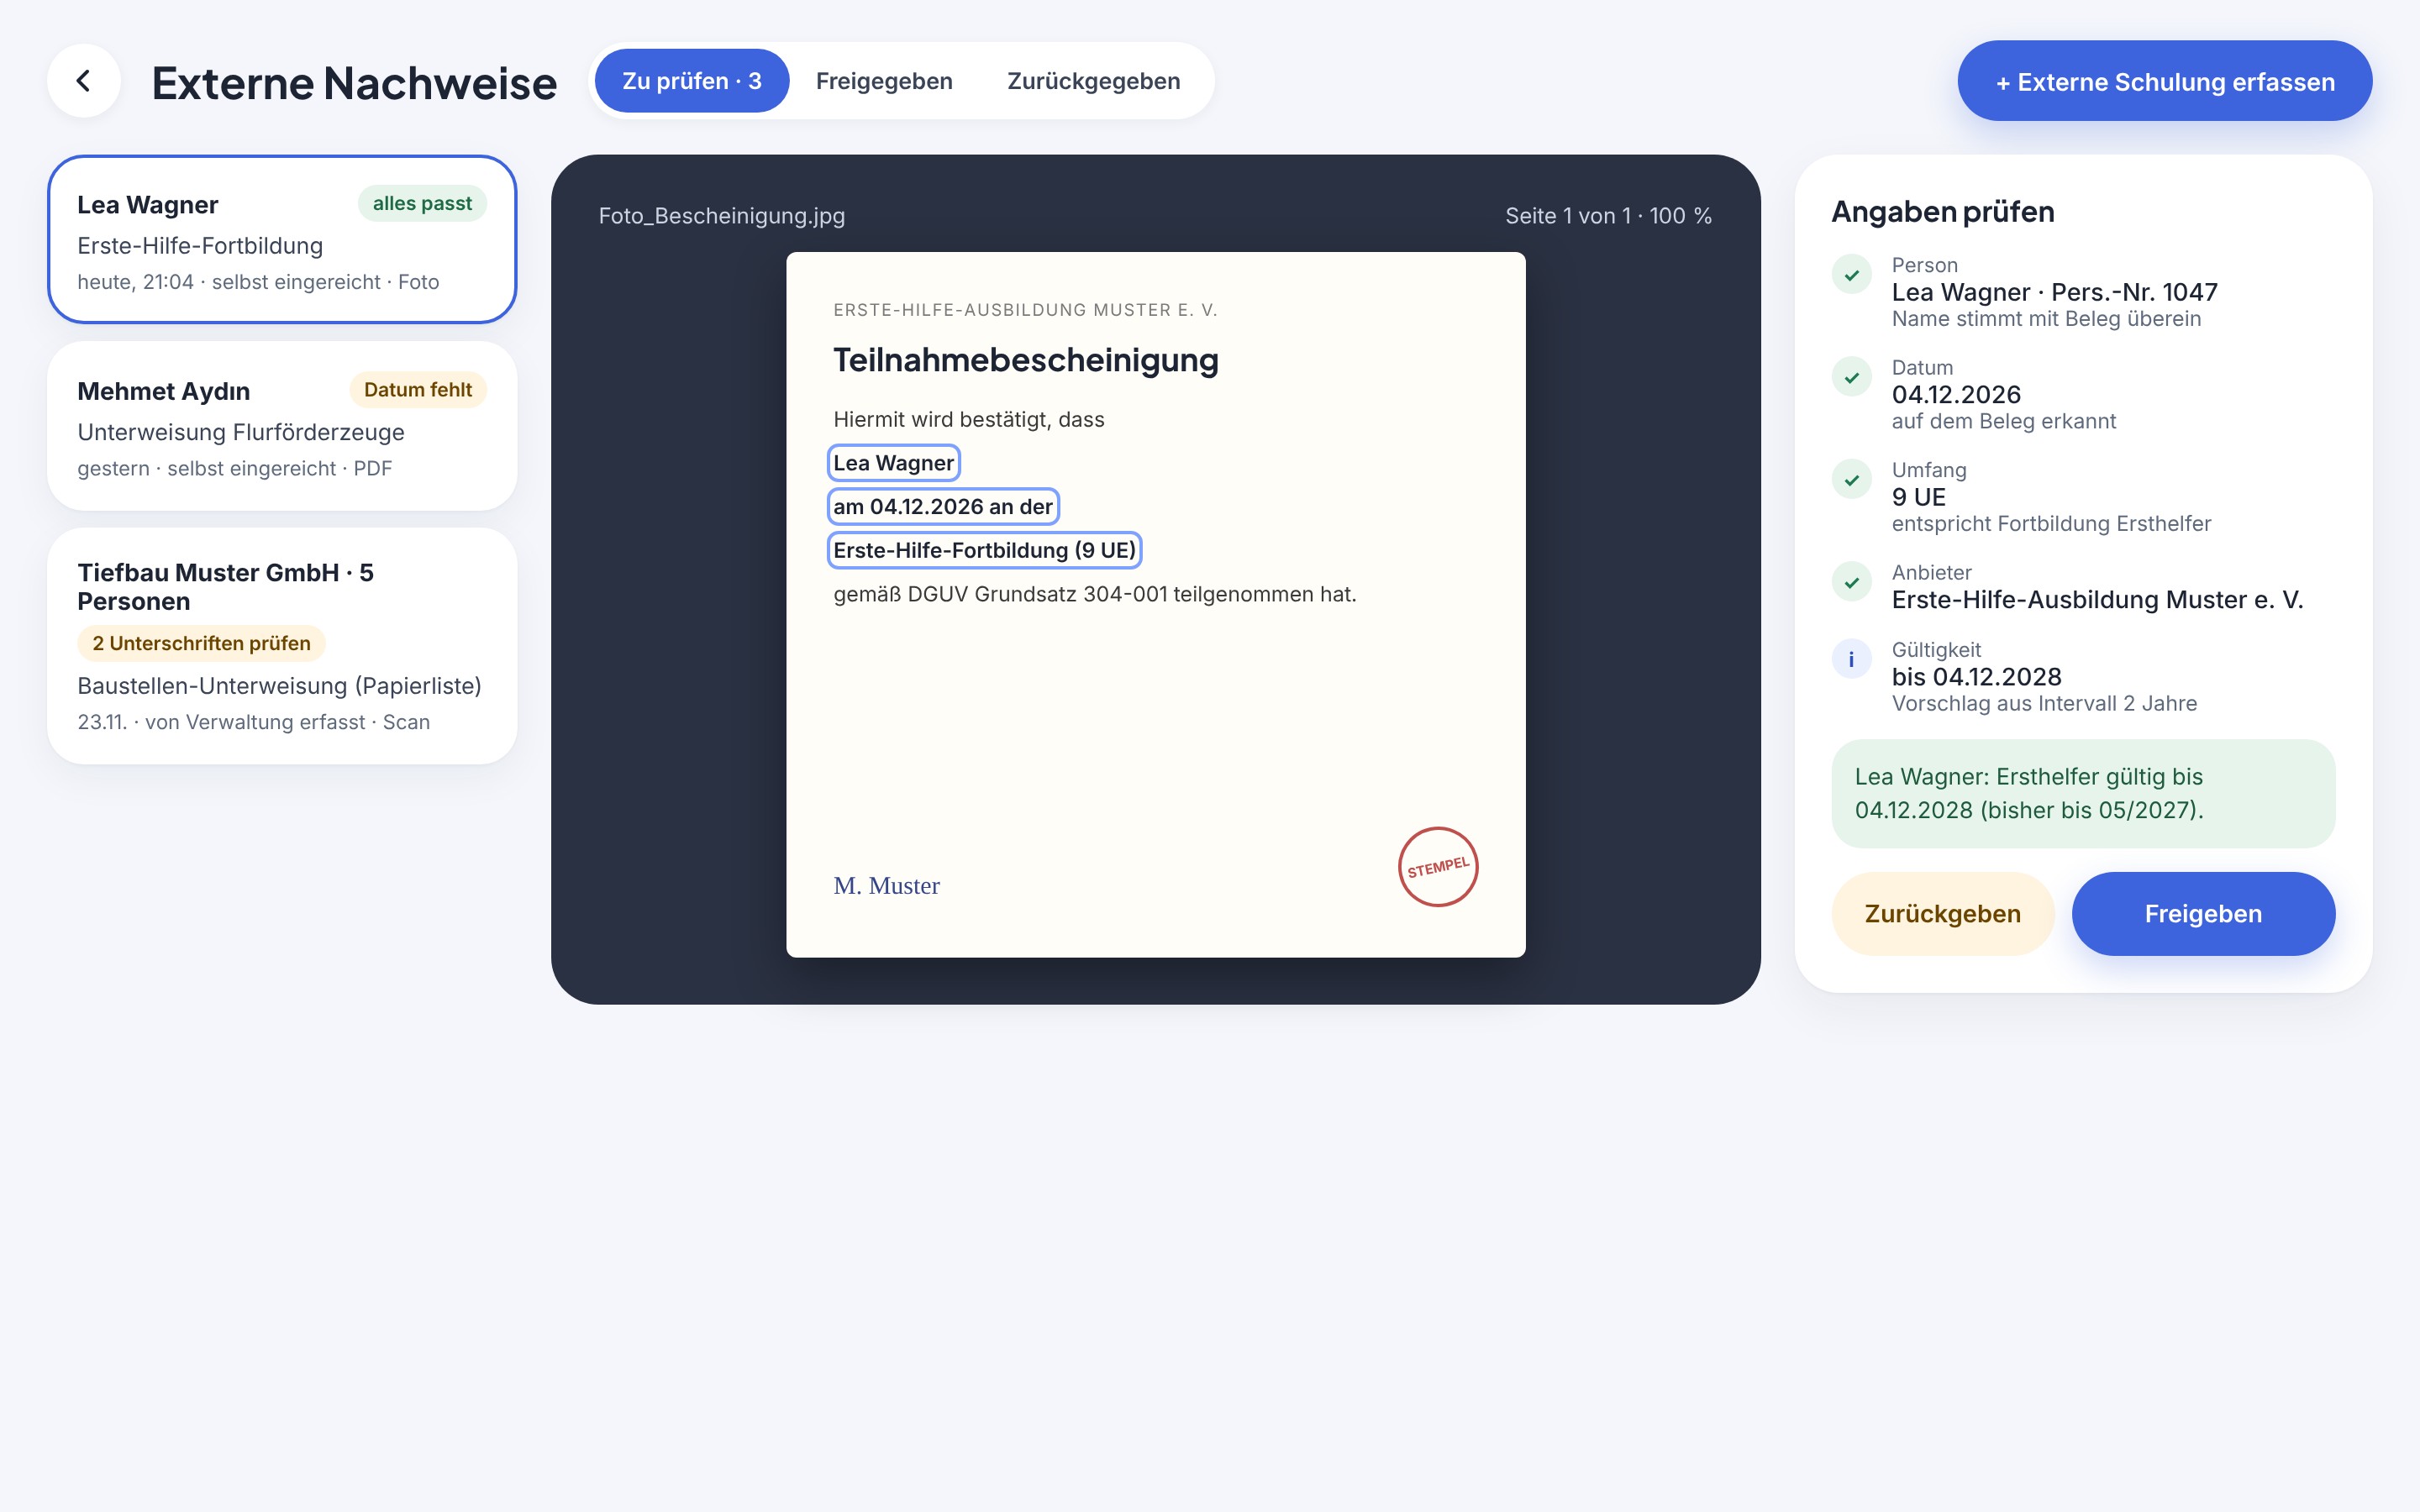 Externe Nachweise
Zu prüfen · 3
Freigegeben
Zurückgegeben
+ Externe Schulung erfassen
Lea Wagner
alles passt
Erste-Hilfe-Fortbildung
heute, 21:04 · selbst eingereicht · Foto
Mehmet Aydın
Datum fehlt
Unterweisung Flurförderzeuge
gestern · selbst eingereicht · PDF
Tiefbau Muster GmbH · 5
Personen
2 Unterschriften prüfen
Baustellen-Unterweisung (Papierliste)
23.11. · von Verwaltung erfasst · Scan
Foto_Bescheinigung.jpg
Seite 1 von 1 · 100 %
ERSTE-HILFE-AUSBILDUNG MUSTER E. V.
Teilnahmebescheinigung
Hiermit wird bestätigt, dass
Lea Wagner
am 04.12.2026 an der
Erste-Hilfe-Fortbildung (9 UE)
gemäß DGUV Grundsatz 304-001 teilgenommen hat.
M. Muster
STEMPEL
Angaben prüfen
Person
Lea Wagner · Pers.-Nr. 1047
Name stimmt mit Beleg überein
Datum
04.12.2026
auf dem Beleg erkannt
Umfang
9 UE
entspricht Fortbildung Ersthelfer
Anbieter
Erste-Hilfe-Ausbildung Muster e. V.
i
Gültigkeit
bis 04.12.2028
Vorschlag aus Intervall 2 Jahre
Lea Wagner: Ersthelfer gültig bis
04.12.2028 (bisher bis 05/2027).
Zurückgeben
Freigeben